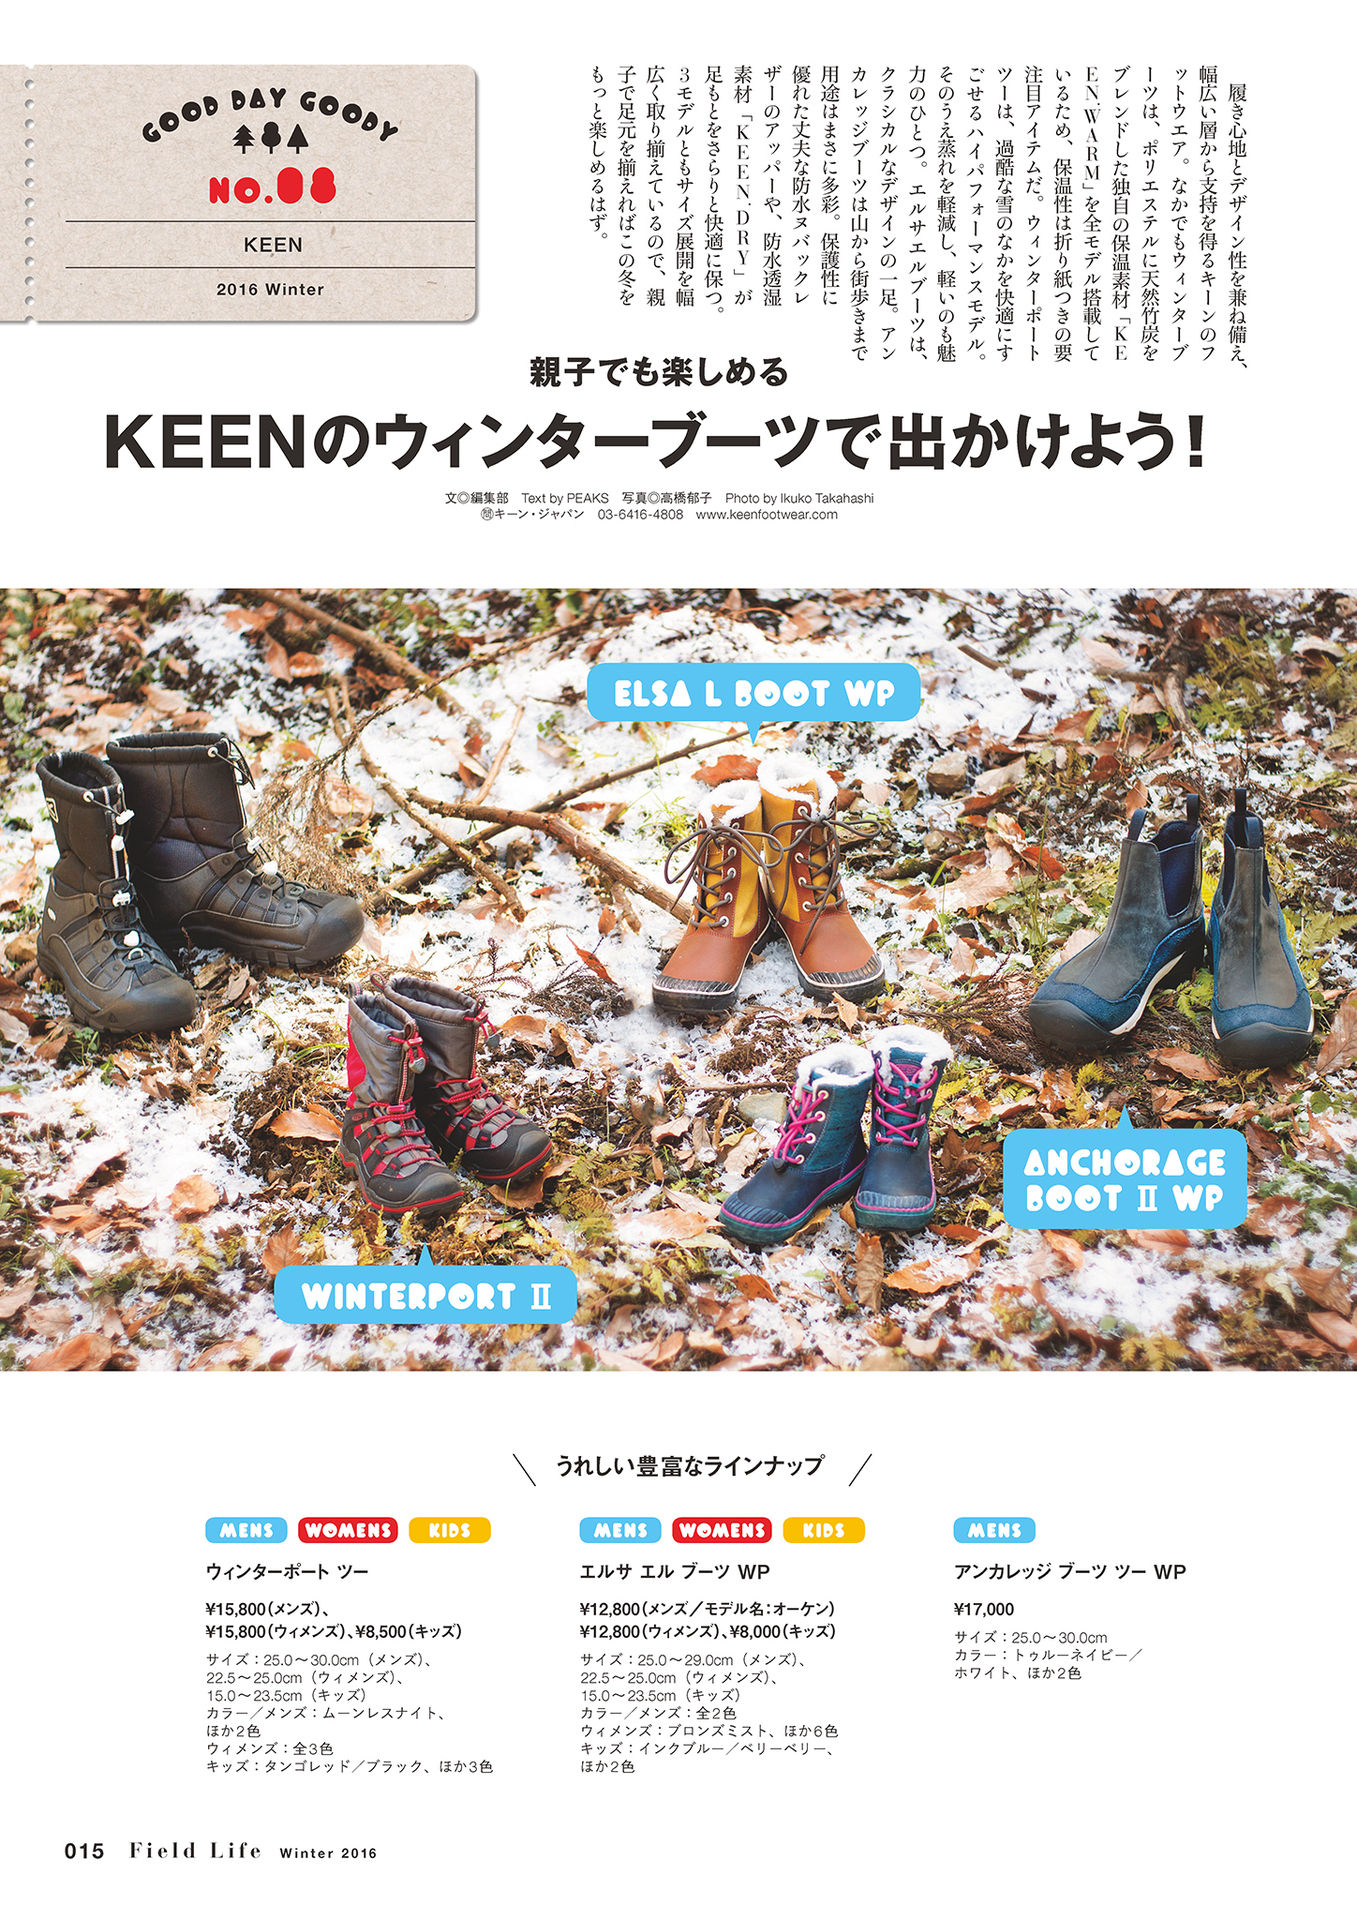 GOOD DAY GOODY
NO.08
KEEN
2016 Winter
履き心地とデザイン性を兼ね備え、
幅広い層から支持を得るキーンのフ
ットウエア。なかでもウィンターブ
ーツは、ポリエステルに天然竹炭を
ブレンドした独自の保温素材「KE
EN.WARM」を全モデル搭載して
いるため、保温性は折り紙つきの要
注目アイテムだ。ウィンターポート
ツーは、過酷な雪のなかを快適にす
ごせるハイパフォーマンスモデル。
そのうえ蒸れを軽減し、軽いのも魅
力のひとつ。エルサエルブーツは、
クラシカルなデザインの一足。アン
カレッジブーツは山から街歩きまで
用途はまさに多彩。保護性に
優れた丈夫な防水ヌバックレ
ザーのアッパーや、防水透湿
素材「KEEN.DRY」が
足もとをさらりと快適に保つ。
3モデルともサイズ展開を幅
広く取り揃えているので、親
子で足元を揃えればこの冬を
もっと楽しめるはず。
親子でも楽しめる
KEENのウィンターブーツで出かけよう!
文◎編集部 Text by PEAKS 写真◎高橋郁子 Photo by Ikuko Takahashi
㉄キーン・ジャパン 03-6416-4808 www.keenfootwear.com
ELSA L BOOT WP
ANCHORAGE
BOOT Ⅱ WP
WINTERPORT Ⅱ
うれしい豊富なラインナップ
MENS WOMENS KIDS
ウィンターポート ツー
¥15,800(メンズ)、
¥15,800(ウィメンズ)、¥8,500(キッズ)
サイズ：25.0〜30.0cm（メンズ）、
22.5〜25.0cm（ウィメンズ）、
15.0〜23.5cm（キッズ）
カラー／メンズ：ムーンレスナイト、
ほか2色
ウィメンズ：全3色
キッズ：タンゴレッド／ブラック、ほか3色
MENS WOMENS KIDS
エルサ エル ブーツ WP
¥12,800(メンズ／モデル名：オーケン)
¥12,800(ウィメンズ)、¥8,000(キッズ)
サイズ：25.0〜29.0cm（メンズ）、
22.5〜25.0cm（ウィメンズ）、
15.0〜23.5cm（キッズ）
カラー／メンズ：全2色
ウィメンズ：ブロンズミスト、ほか6色
キッズ：インクブルー／ベリーベリー、
ほか2色
MENS
アンカレッジ ブーツ ツー WP
¥17,000
サイズ：25.0〜30.0cm
カラー：トゥルーネイビー／
ホワイト、ほか2色
015 Field Life Winter 2016